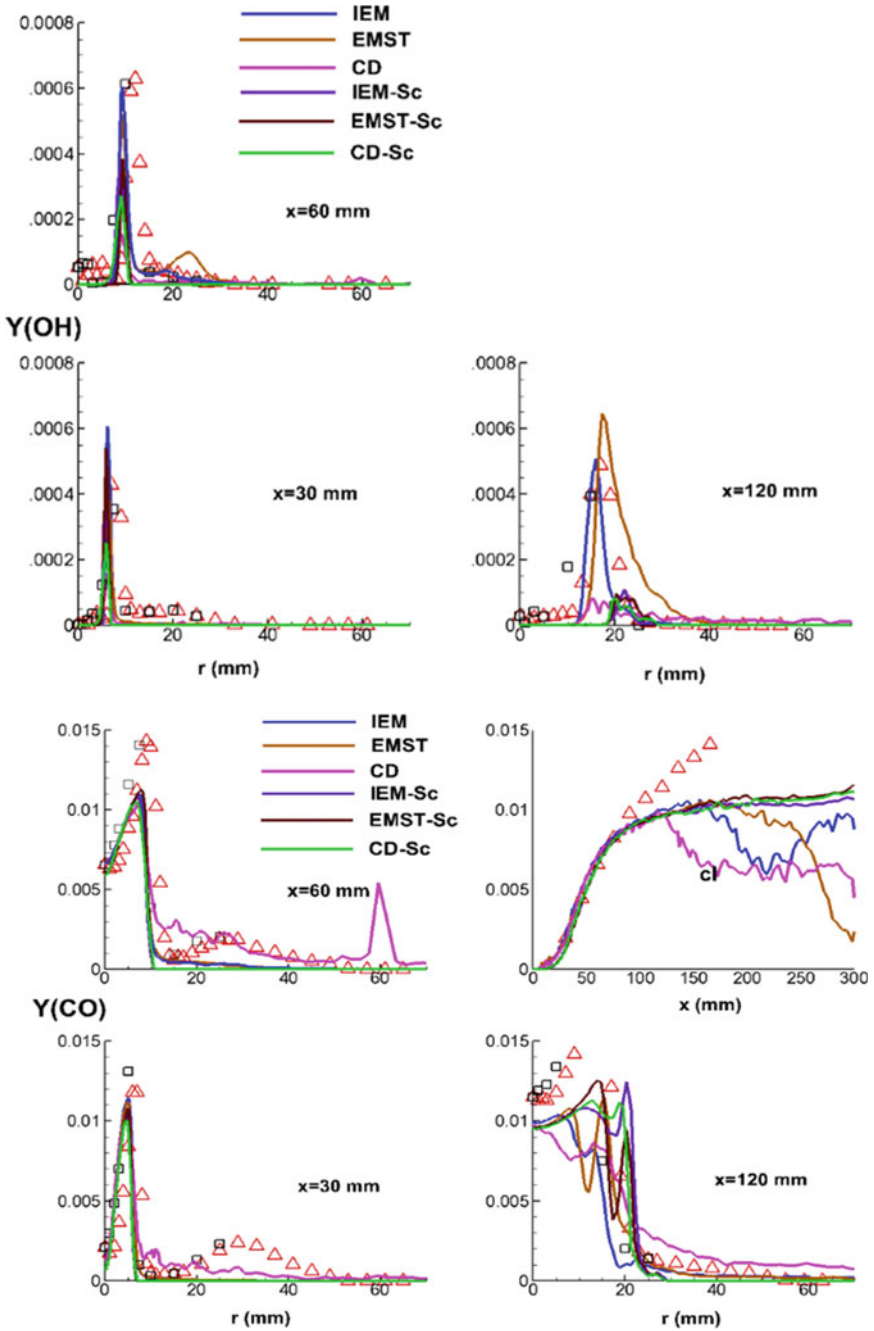 0.0008
.0006
.0004
.0002
0
0
20
40
60
IEM
EMST
CD
IEM-Sc
EMST-Sc
CD-Sc
x=60 mm
Y(OH)
0.0008
.0006
.0004
.0002
0
0
20
40
60
x=30 mm
r (mm)
0.0008
.0006
.0004
.0002
0
0
20
40
60
x=120 mm
r (mm)
0.015
0.01
0.005
0
0
20
40
60
IEM
EMST
CD
IEM-Sc
EMST-Sc
CD-Sc
x=60 mm
0.015
0.01
0.005
0
0
50
100
150
200
250
300
cl
x (mm)
Y(CO)
0.015
0.01
0.005
0
0
20
40
60
x=30 mm
r (mm)
0.015
0.01
0.005
0
0
20
40
60
x=120 mm
r (mm)